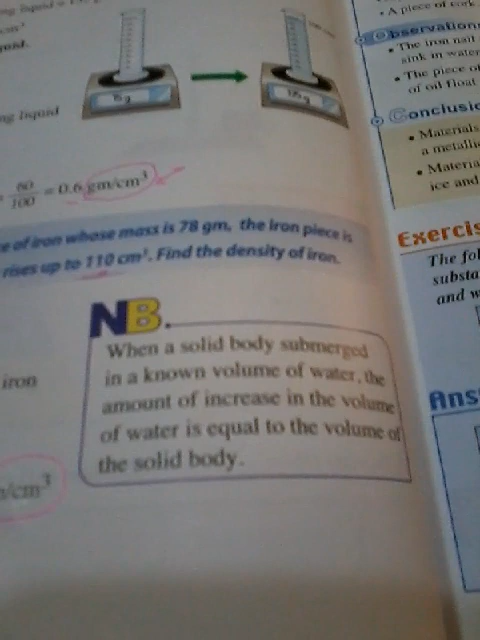 liquid
cm³
60
100
= 0.6 gm/cm³
of iron whose mass is 78 gm, the iron piece is
rises up to 110 cm³. Find the density of iron.
NB.
When a solid body submerged
in a known volume of water, the
amount of increase in the volume
of water is equal to the volume of
the solid body.
iron
/cm³
• A piece of cork
Observation
• The iron nail
sink in water
• The piece of
of oil float
Conclusi
• Materials
a metalli
• Materia
ice and
Exercis
The fol
substa
and w
Ans